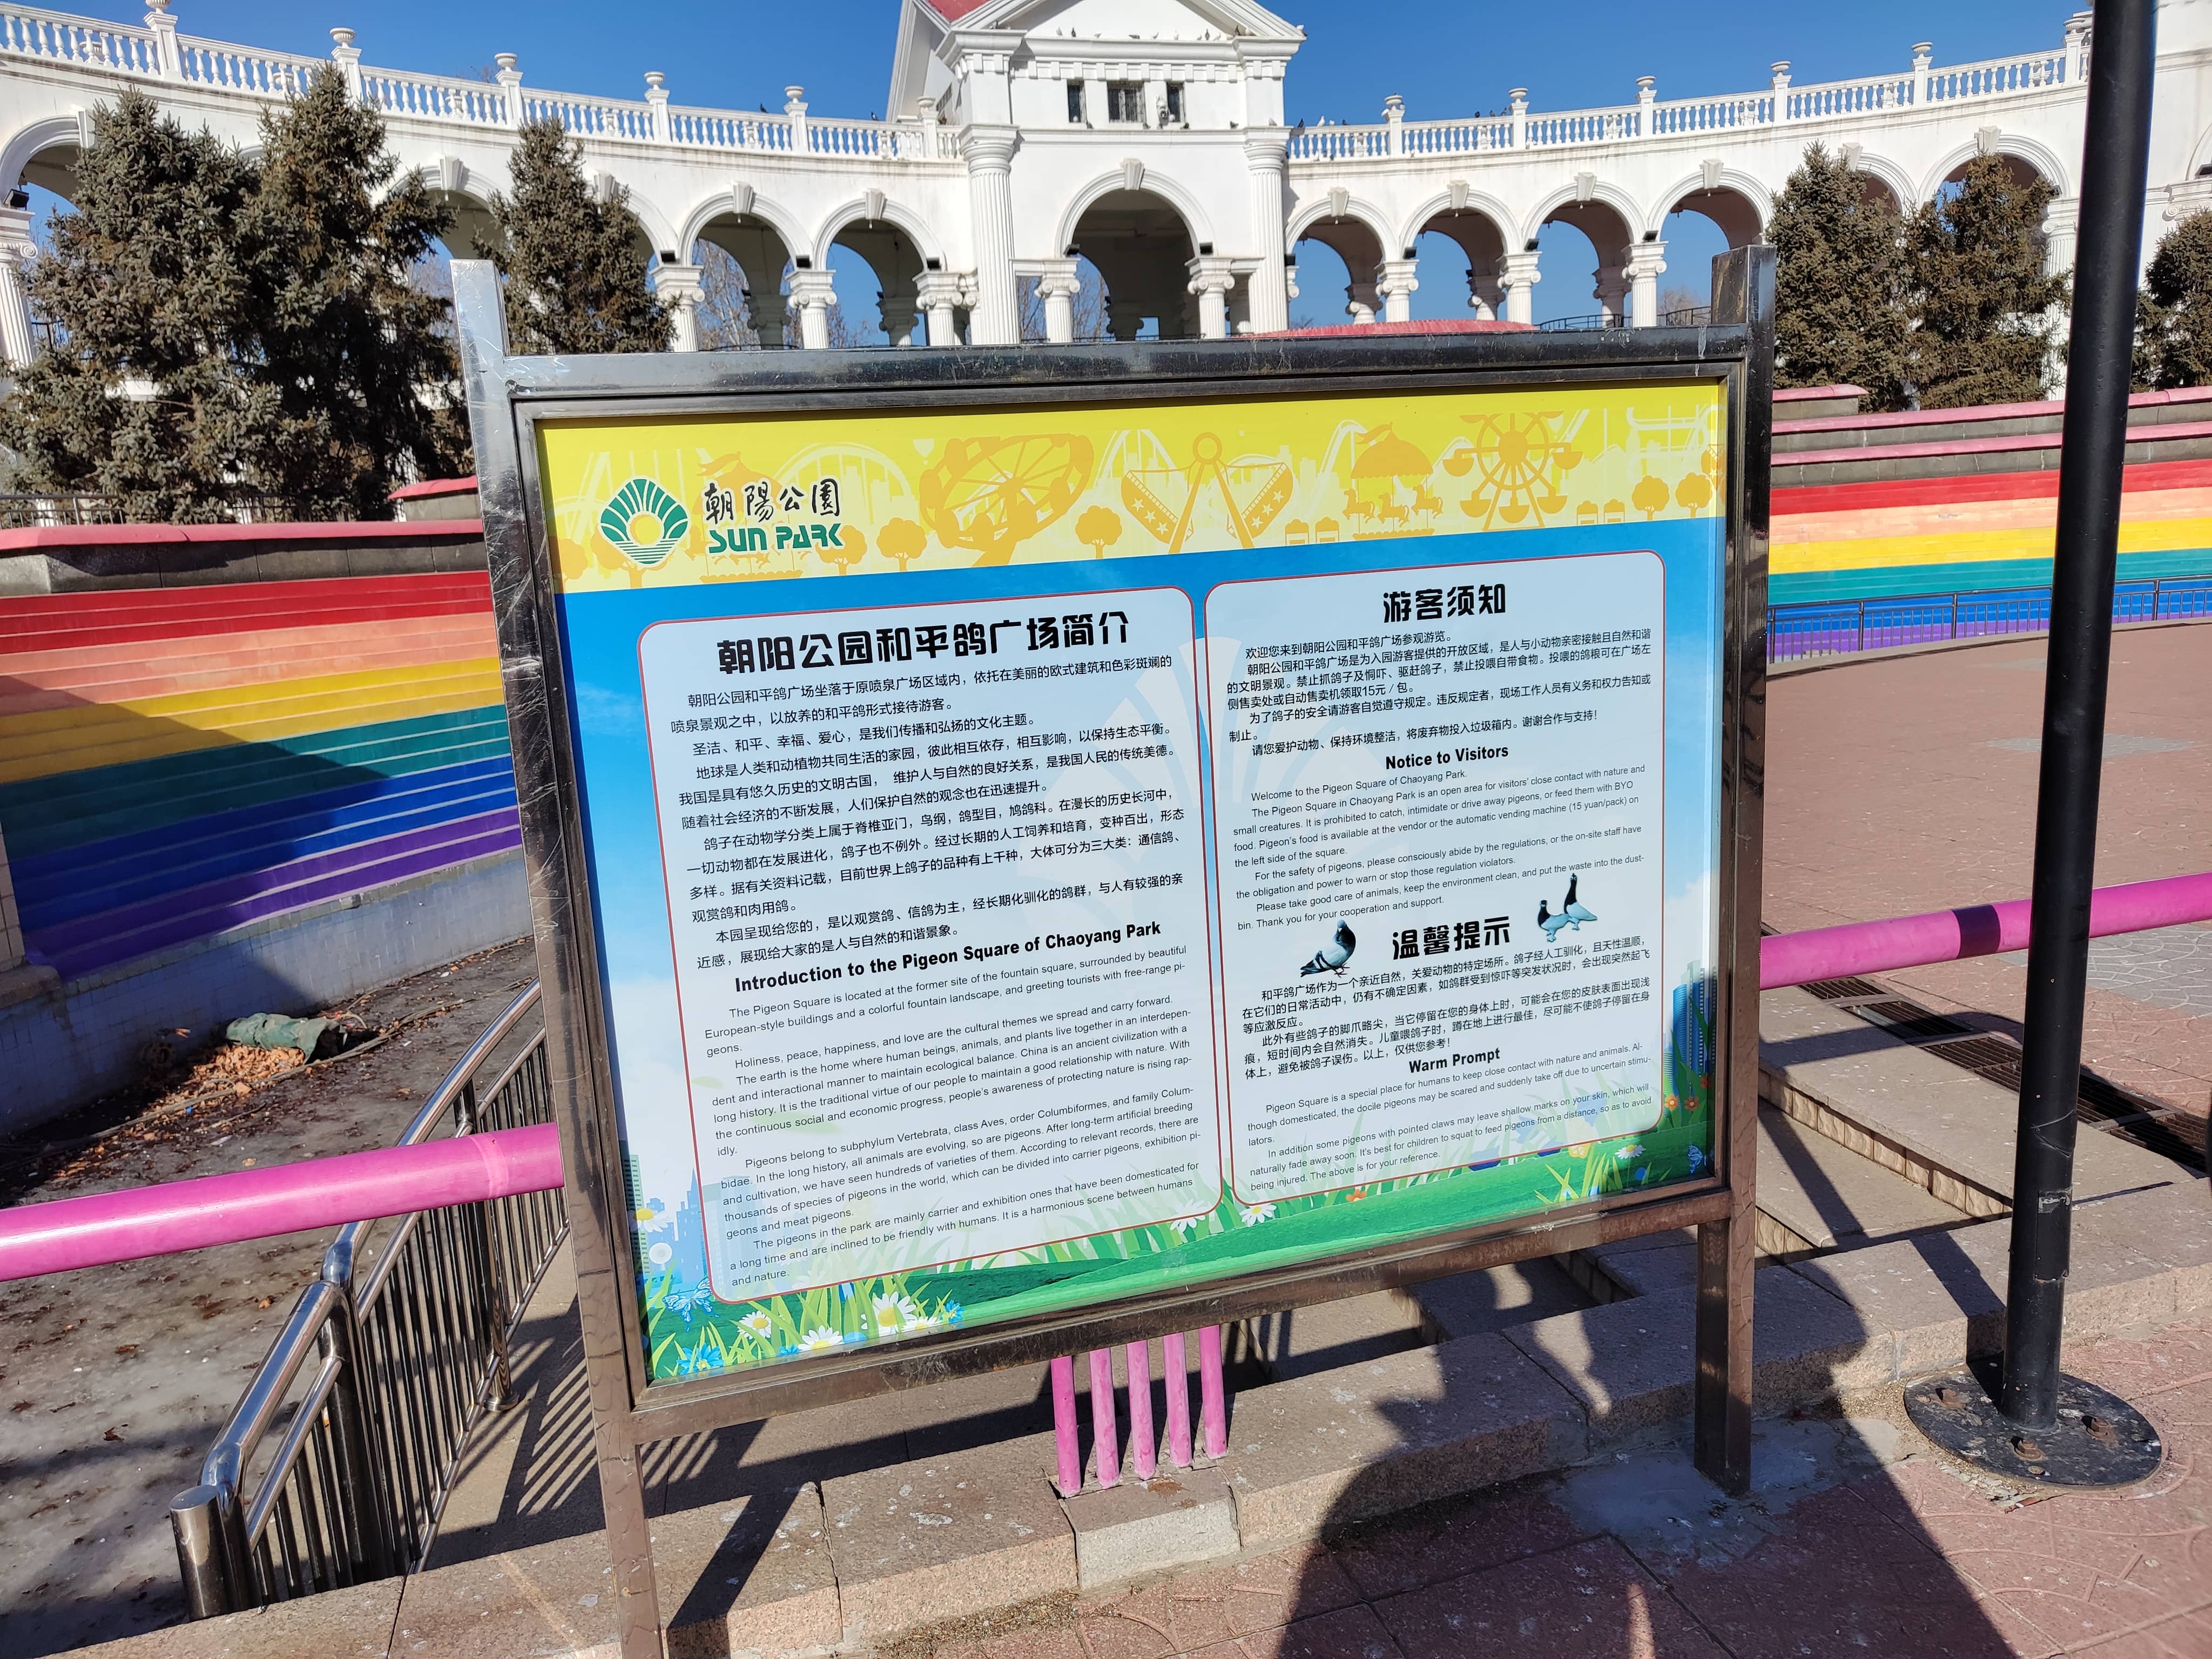 朝陽公園
SUN PARK
朝阳公园和平鸽广场简介
朝阳公园和平鸽广场坐落于原喷泉广场区域内，依托在美丽的欧式建筑和色彩斑斓的
喷泉景观之中，以放养的和平鸽形式接待游客。
圣洁、和平、幸福、爱心，是我们传播和弘扬的文化主题。
地球是人类和动植物共同生活的家园，彼此相互依存，相互影响，以保持生态平衡。
我国是具有悠久历史的文明古国， 维护人与自然的良好关系，是我国人民的传统美德。
随着社会经济的不断发展，人们保护自然的观念也在迅速提升。
鸽子在动物学分类上属于脊椎亚门，鸟纲，鸽型目，鸠鸽科。在漫长的历史长河中，
一切动物都在发展进化，鸽子也不例外。经过长期的人工饲养和培育，变种百出，形态
多样。据有关资料记载，目前世界上鸽子的品种有上千种，大体可分为三大类：通信鸽、
观赏鸽和肉用鸽。
本园呈现给您的，是以观赏鸽、信鸽为主，经长期化驯化的鸽群，与人有较强的亲
近感，展现给大家的是人与自然的和谐景象。
Introduction to the Pigeon Square of Chaoyang Park
The Pigeon Square is located at the former site of the fountain square, surrounded by beautiful
European-style buildings and a colorful fountain landscape, and greeting tourists with free-range pi-
geons.
Holiness, peace, happiness, and love are the cultural themes we spread and carry forward.
The earth is the home where human beings, animals, and plants live together in an interdepen-
dent and interactional manner to maintain ecological balance. China is an ancient civilization with a
long history. It is the traditional virtue of our people to maintain a good relationship with nature. With
the continuous social and economic progress, people's awareness of protecting nature is rising rap-
idly.
Pigeons belong to subphylum Vertebrata, class Aves, order Columbiformes, and family Colum-
bidae. In the long history, all animals are evolving, so are pigeons. After long-term artificial breeding
and cultivation, we have seen hundreds of varieties of them. According to relevant records, there are
thousands of species of pigeons in the world, which can be divided into carrier pigeons, exhibition pi-
geons and meat pigeons.
The pigeons in the park are mainly carrier and exhibition ones that have been domesticated for
a long time and are inclined to be friendly with humans. It is a harmonious scene between humans
and nature.
游客须知
欢迎您来到朝阳公园和平鸽广场参观游览。
朝阳公园和平鸽广场是为入园游客提供的开放区域，是人与小动物亲密接触且自然和谐
的文明景观。禁止抓鸽子及恫吓、驱赶鸽子，禁止投喂自带食物。投喂的鸽粮可在广场左
侧售卖处或自动售卖机领取15元／包。
为了鸽子的安全请游客自觉遵守规定。违反规定者，现场工作人员有义务和权力告知或
制止。
请您爱护动物、保持环境整洁，将废弃物投入垃圾箱内。谢谢合作与支持！
Notice to Visitors
Welcome to the Pigeon Square of Chaoyang Park.
The Pigeon Square in Chaoyang Park is an open area for visitors' close contact with nature and
small creatures. It is prohibited to catch, intimidate or drive away pigeons, or feed them with BYO
food. Pigeon's food is available at the vendor or the automatic vending machine (15 yuan/pack) on
the left side of the square.
For the safety of pigeons, please consciously abide by the regulations, or the on-site staff have
the obligation and power to warn or stop those regulation violators.
Please take good care of animals, keep the environment clean, and put the waste into the dust-
bin. Thank you for your cooperation and support.
温馨提示
和平鸽广场作为一个亲近自然，关爱动物的特定场所。鸽子经人工驯化，且天性温顺，
在它们的日常活动中，仍有不确定因素，如鸽群受到惊吓等突发状况时，会出现突然起飞
等应激反应。
此外有些鸽子的脚爪略尖，当它停留在您的身体上时，可能会在您的皮肤表面出现浅
痕，短时间内会自然消失。儿童喂鸽子时，蹲在地上进行最佳，尽可能不使鸽子停留在身
体上，避免被鸽子误伤。以上，仅供您参考！
Warm Prompt
Pigeon Square is a special place for humans to keep close contact with nature and animals. Al-
though domesticated, the docile pigeons may be scared and suddenly take off due to uncertain stimu-
lators.
In addition some pigeons with pointed claws may leave shallow marks on your skin, which will
naturally fade away soon. It's best for children to squat to feed pigeons from a distance, so as to avoid
being injured. The above is for your reference.